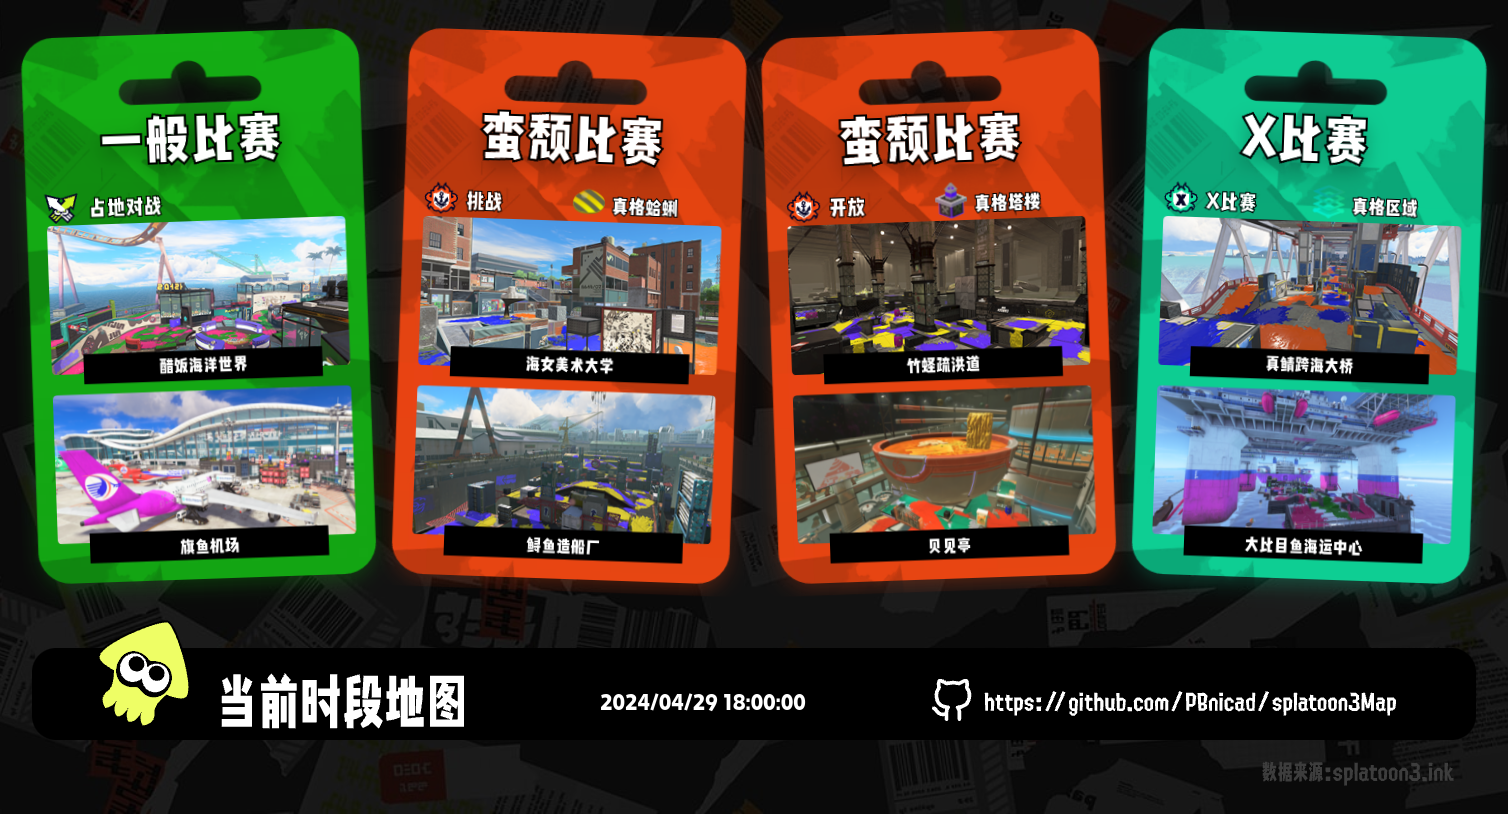 一般比赛
占地对战
醋饭海洋世界
旗鱼机场
蛮颓比赛
挑战
真格蛤蜊
海女美术大学
鲟鱼造船厂
蛮颓比赛
开放
真格塔楼
竹蛏疏洪道
贝见亭
X比赛
X比赛
真格区域
真鲭跨海大桥
大比目鱼海运中心
当前时段地图
2024/04/29 18:00:00
https://github.com/PBnicad/splatoon3Map
数据来源:splatoon3.ink